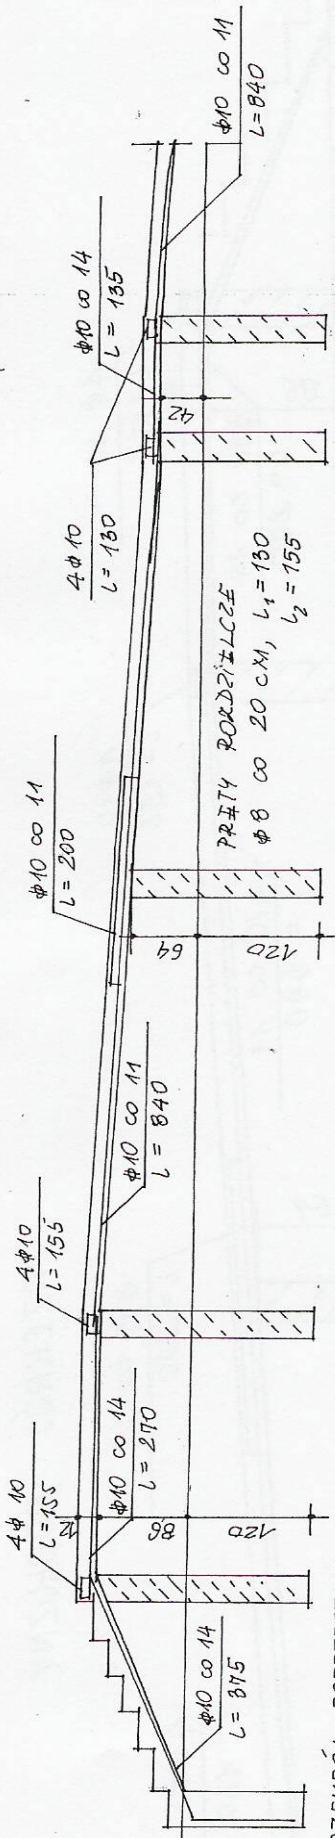 4ϕ10
L=155
4ϕ10
L=155
ϕ10 co 11
L=200
4ϕ10
L=130
ϕ10 co 14
L=135
ϕ10 co 11
L=840
12
ϕ10 co 14
L=270
ϕ10 co 11
L=840
86
120
64
120
42
PRĘTY ROZDZIELCZE
ϕ8 co 20 cm, L₁=130
L₂=155
ϕ10 co 14
L=375